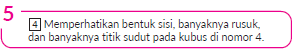 5
4 Memperhatikan bentuk sisi, banyaknya rusuk,
dan banyaknya titik sudut pada kubus di nomor 4.